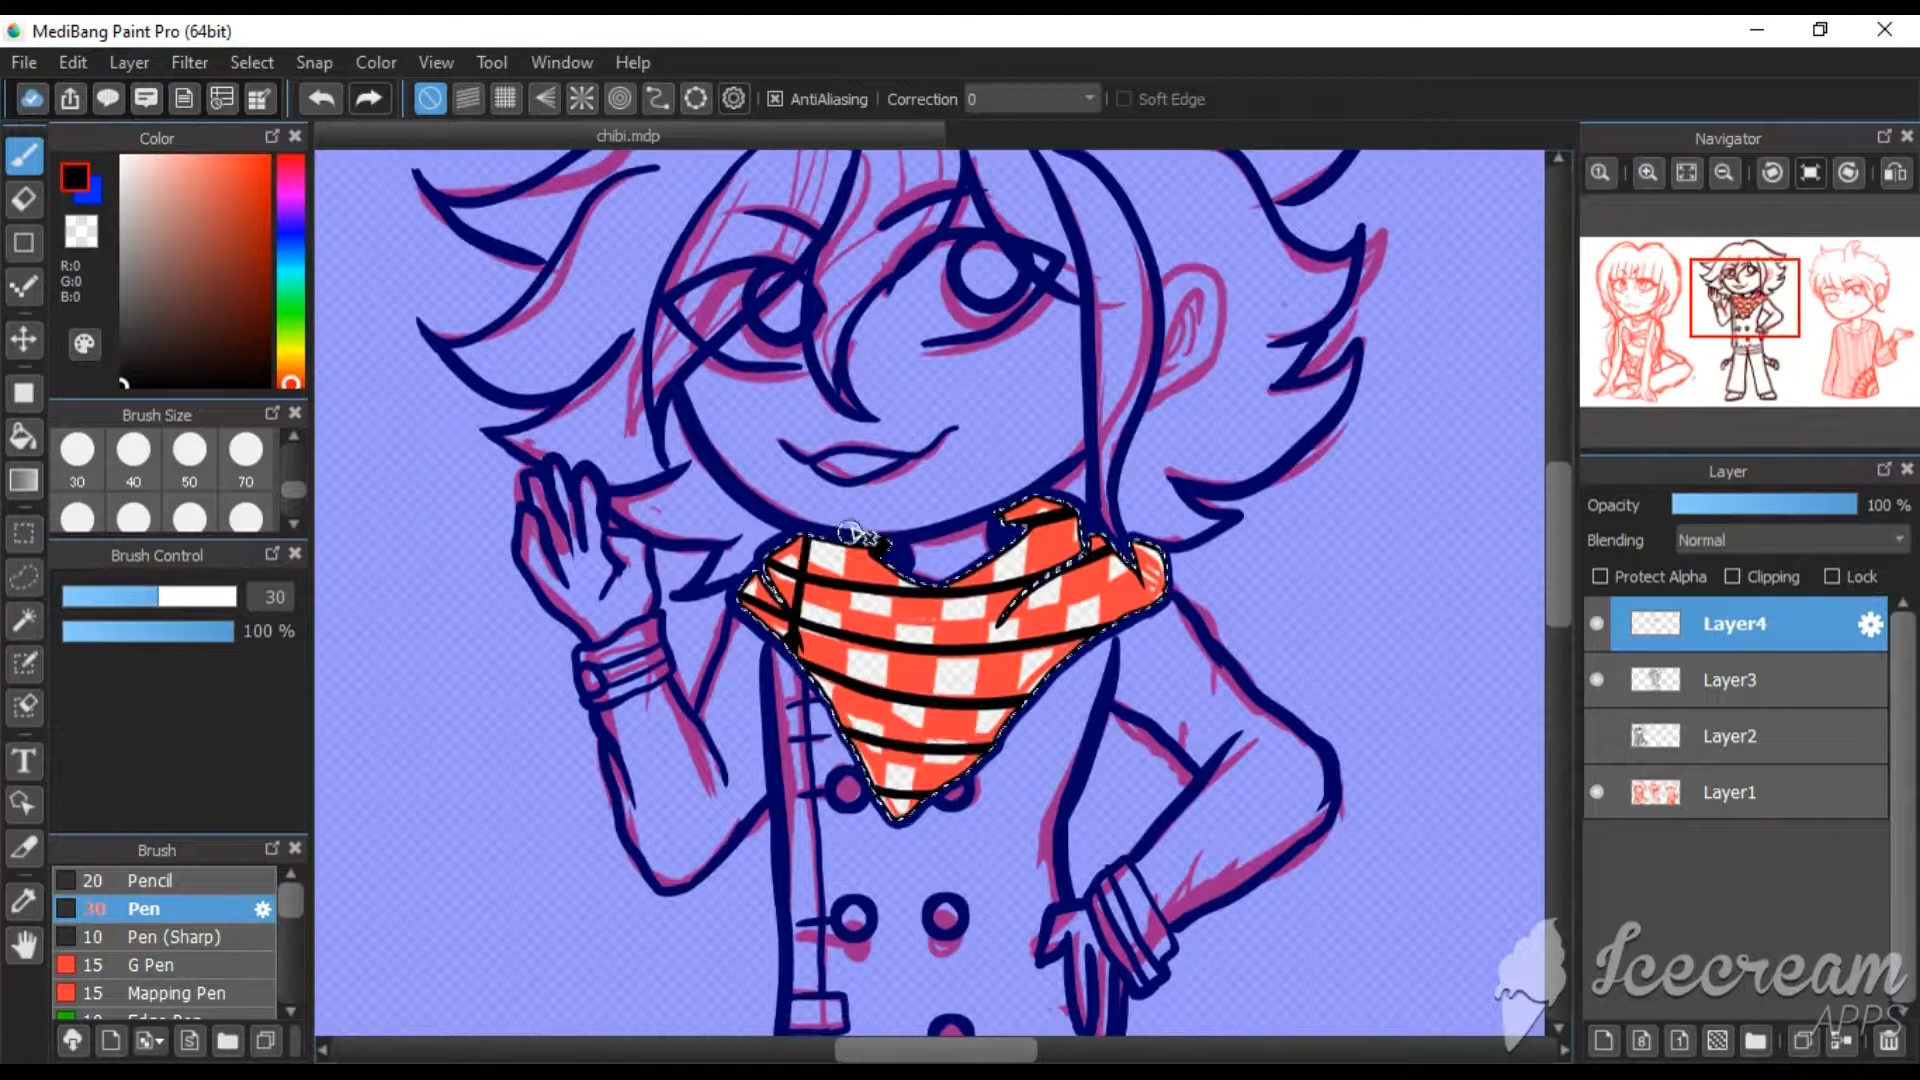 MediBang Paint Pro (64bit)
File Edit Layer Filter Select Snap Color View Tool Window Help
AntiAliasing Correction 0 Soft Edge
Color
chibi.mdp
Navigator
R:0
G:0
B:0
Brush Size
30 40 50 70
Brush Control
30
100 %
Layer
Opacity 100 %
Blending Normal
Protect Alpha Clipping Lock
Layer4
Layer3
Layer2
Layer1
Brush
20 Pencil
30 Pen
10 Pen (Sharp)
15 G Pen
15 Mapping Pen
Icecream
APPS